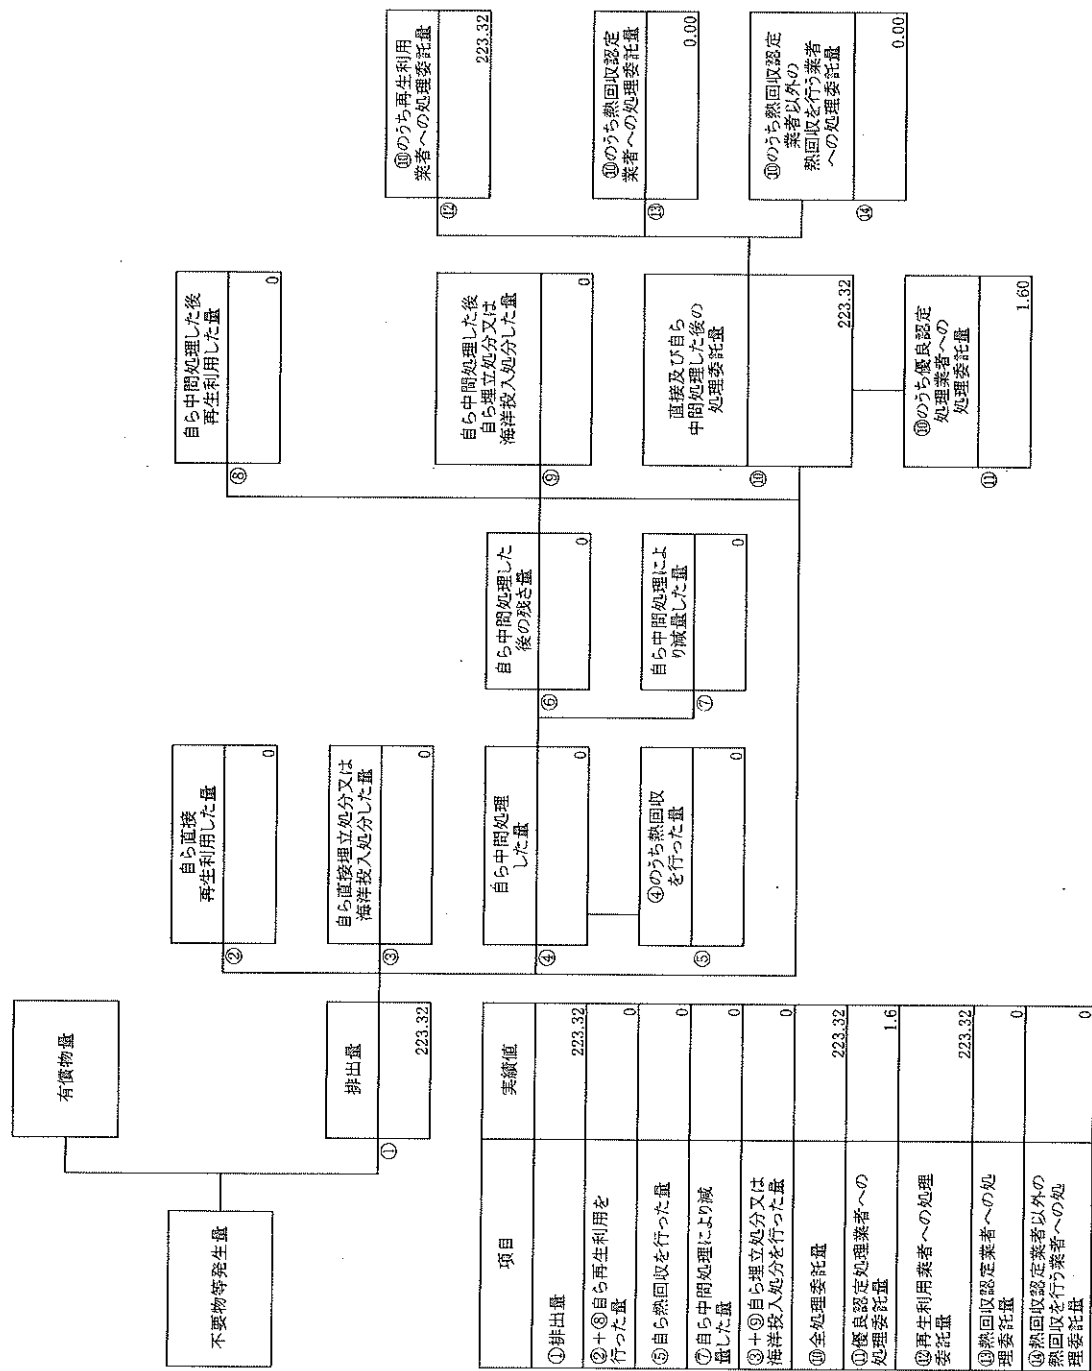 不要物等発生量
有償物量
①
排出量
223.32
②
自ら直接
再生利用した量
0
③
自ら直接埋立処分又は
海洋投入処分した量
0
④
自ら中間処理
した量
0
⑤
④のうち熱回収
を行った量
0
⑥
自ら中間処理した
後の残さ量
0
⑦
自ら中間処理によ
り減量した量
0
⑧
自ら中間処理した後
再生利用した量
0
⑨
自ら中間処理した後
自ら埋立処分又は
海洋投入処分した量
0
⑩
直接及び自ら
中間処理した後の
処理委託量
223.32
⑪
⑩のうち優良認定
処理業者への
処理委託量
1.60
⑫
⑩のうち再生利用
業者への処理委託量
223.32
⑬
⑩のうち熱回収認定
業者への処理委託量
0.00
⑭
⑩のうち熱回収認定
業者以外の
熱回収を行う業者
への処理委託量
0.00
項目
実績値
①排出量
223.32
②+⑧自ら再生利用を
行った量
0
⑤自ら熱回収を行った量
0
⑦自ら中間処理により減
量した量
0
③+⑨自ら埋立処分又は
海洋投入処分を行った量
0
⑩全処理委託量
223.32
⑪優良認定処理業者への
処理委託量
1.6
⑫再生利用業者への処理
委託量
223.32
⑬熱回収認定業者への処
理委託量
0
⑭熱回収認定業者以外の
熱回収を行う業者への処
理委託量
0